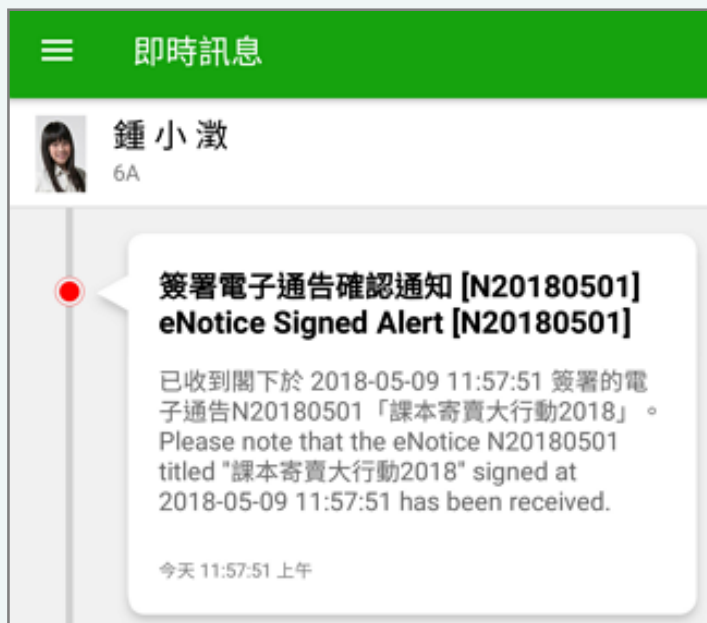 即時訊息
鍾 小 澂
6A
簽署電子通告確認通知 [N20180501]
eNotice Signed Alert [N20180501]
已收到閣下於 2018-05-09 11:57:51 簽署的電
子通告N20180501「課本寄賣大行動2018」。
Please note that the eNotice N20180501
titled "課本寄賣大行動2018" signed at
2018-05-09 11:57:51 has been received.
今天 11:57:51 上午